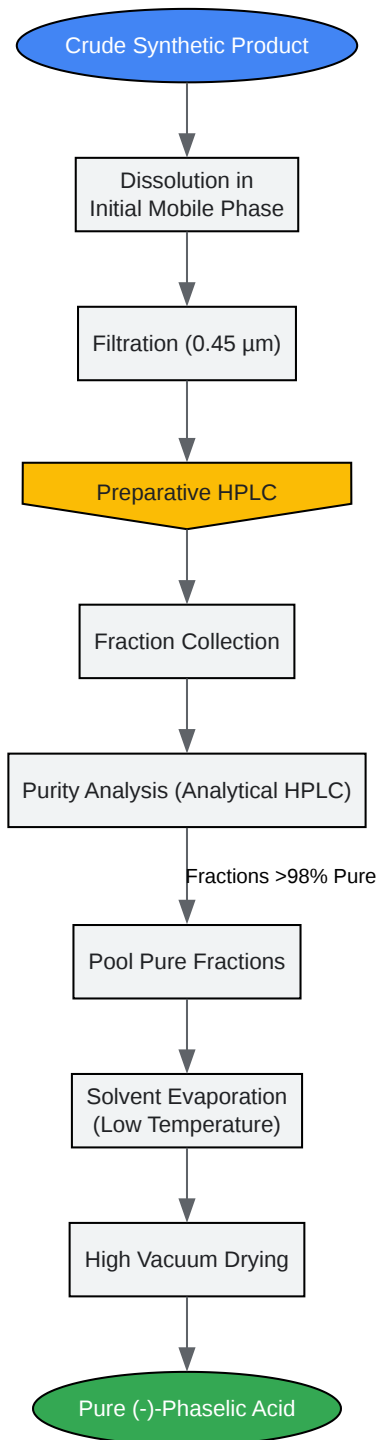 Crude Synthetic Product
Dissolution in
Initial Mobile Phase
Filtration (0.45 µm)
Preparative HPLC
Fraction Collection
Purity Analysis (Analytical HPLC)
Fractions >98% Pure
Pool Pure Fractions
Solvent Evaporation
(Low Temperature)
High Vacuum Drying
Pure (-)-Phaselic Acid